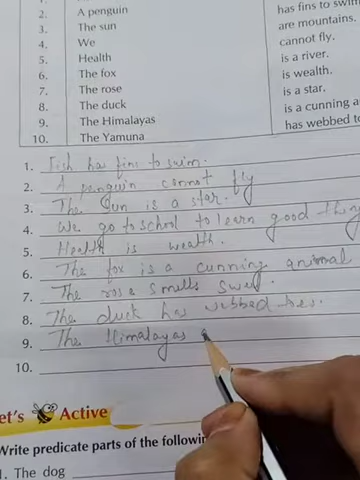 2. A penguin has fins to swim
3. The sun are mountains.
4. We cannot fly.
5. Health is a river.
6. The fox is wealth.
7. The rose is a star.
8. The duck is a cunning a
9. The Himalayas has webbed to
10. The Yamuna
1. Fish has fins to swim.
2. A penguin cannot fly
3. The Sun is a star.
4. We go to school to learn good thing
5. Health is wealth.
6. The fox is a cunning animal
7. The rose smells
8. The duck has webbed
9. The Himalayas
10.
et's Active
Write predicate parts of the followin
1. The dog